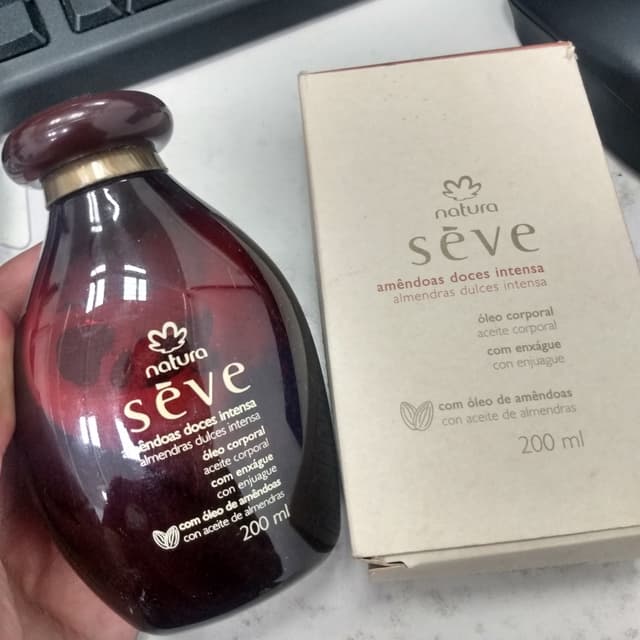 natura
sēve
amêndoas doces intensa
almendras dulces intensa
óleo corporal
aceite corporal
com enxágue
con enjuague
com óleo de amêndoas
con aceite de almendras
200 ml
natura
sēve
amêndoas doces intensa
almendras dulces intensa
óleo corporal
aceite corporal
com enxágue
con enjuague
com óleo de amêndoas
con aceite de almendras
200 ml